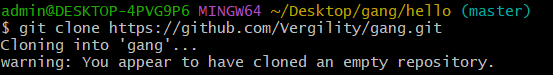 admin@DESKTOP-4PVG9P6 MINGW64 ~/Desktop/gang/hello (master)
$ git clone https://github.com/Vergility/gang.git
Cloning into 'gang'...
warning: You appear to have cloned an empty repository.